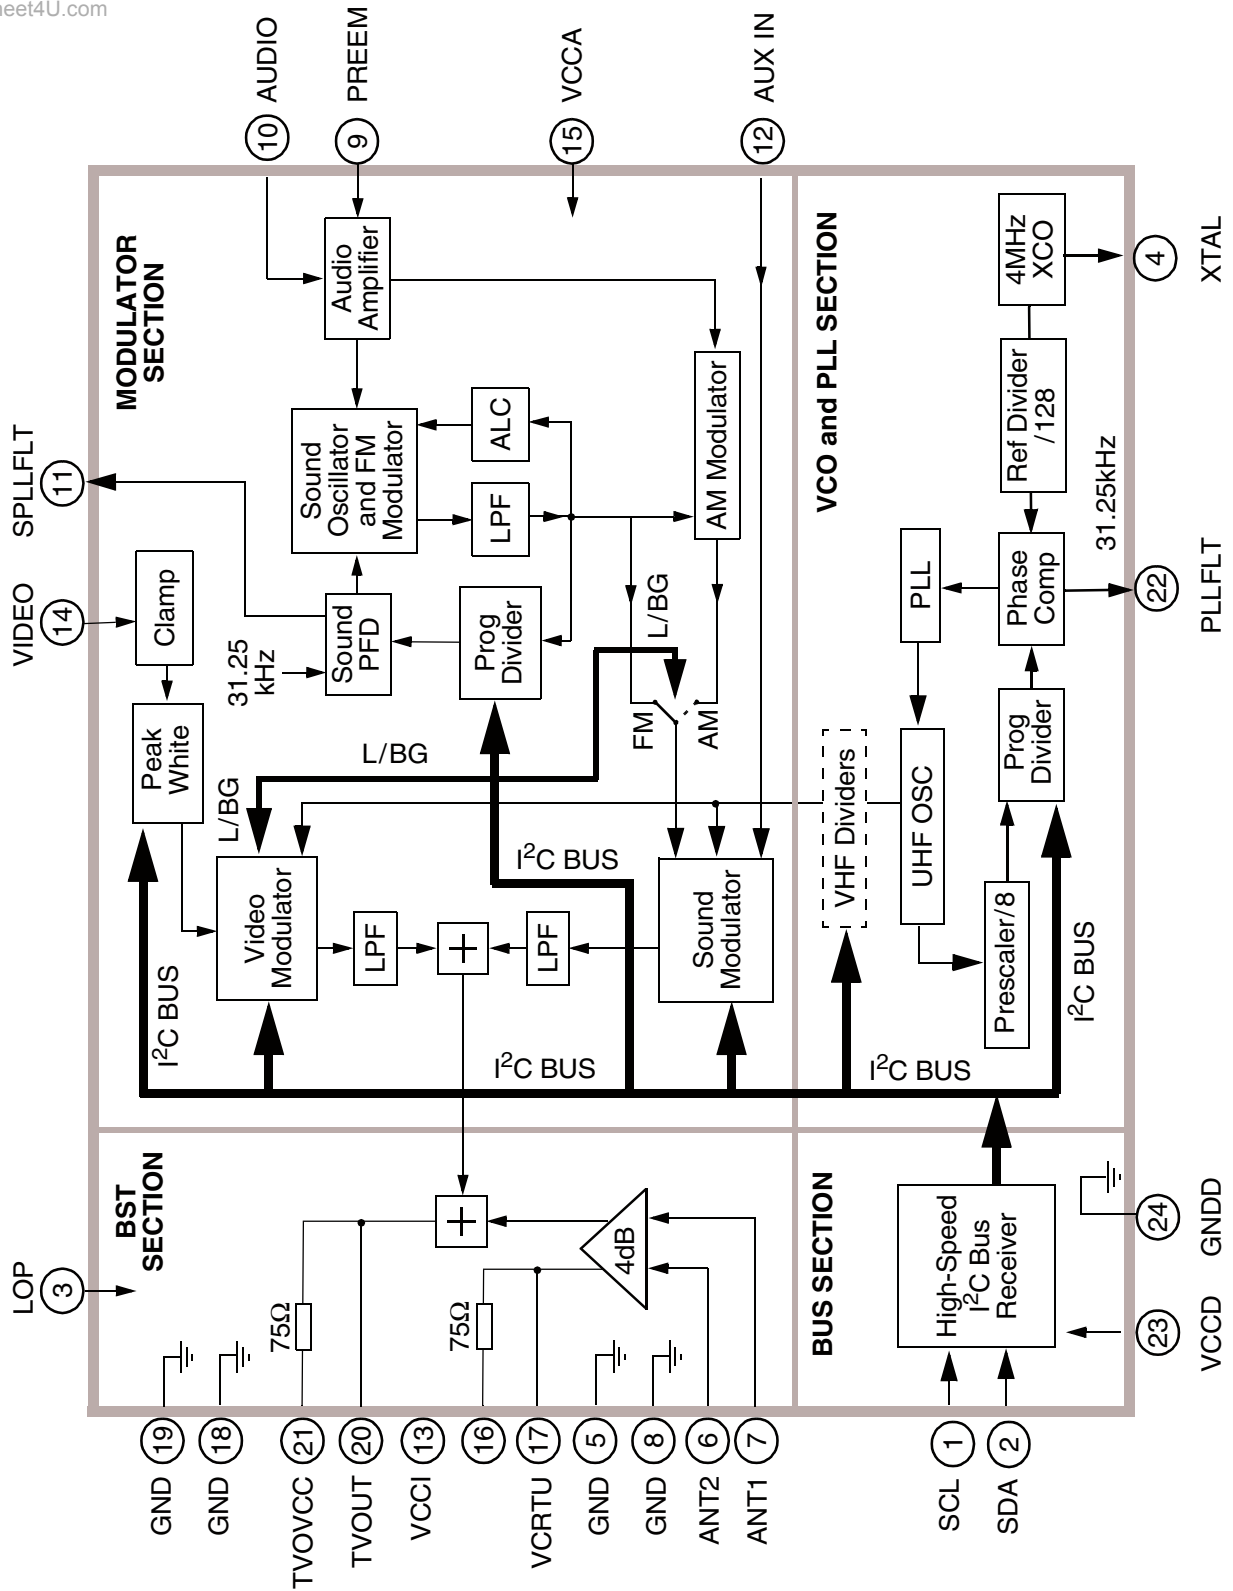 neet4U.com
MODULATOR
SECTION
BST
SECTION
VCO and PLL SECTION
BUS SECTION
LOP
3
VIDEO
14
SPLLFLT
11
10
AUDIO
9
PREEM
15
VCCA
12
AUX IN
GND
19
GND
18
TVOVCC
21
TVOUT
20
VCCI
13
16
VCRTU
17
GND
5
GND
8
ANT2
6
ANT1
7
SCL
1
SDA
2
23
VCCD
24
GNDD
22
PLLFLT
4
XTAL
Clamp
Peak
White
31.25
kHz
Sound
PFD
Sound
Oscillator
and FM
Modulator
Audio
Amplifier
ALC
LPF
Prog
Divider
AM Modulator
L/BG
L/BG
L/BG
FM
AM
Video
Modulator
LPF
+
LPF
Sound
Modulator
I2C BUS
I2C BUS
I2C BUS
I2C BUS
I2C BUS
75Ω
75Ω
+
4dB
VHF Dividers
UHF OSC
PLL
Prescaler/8
Prog
Divider
Phase
Comp
31.25kHz
Ref Divider
/128
4MHz
XCO
High-Speed
I2C Bus
Receiver